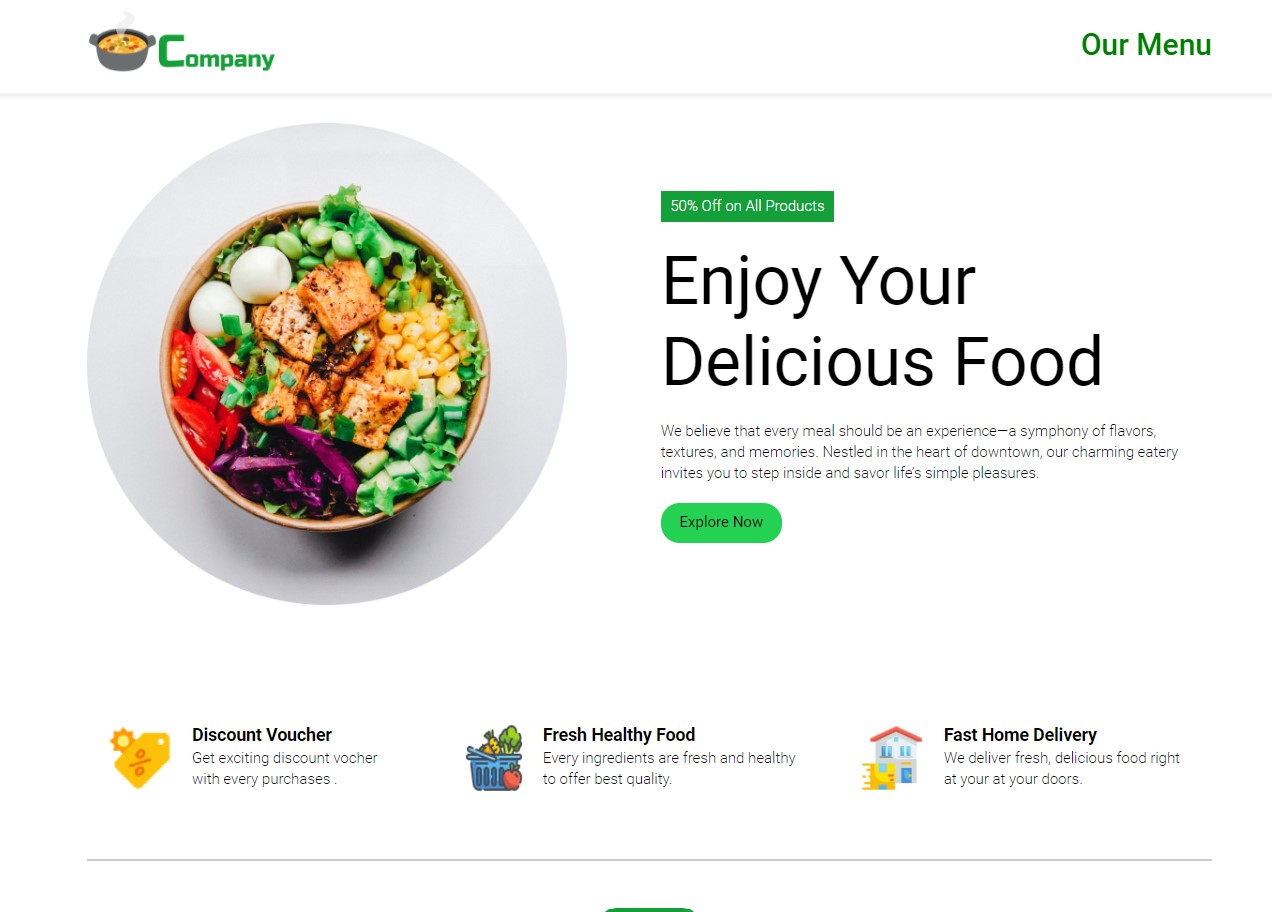 Company
Our Menu
50% Off on All Products
Enjoy Your
Delicious Food
We believe that every meal should be an experience—a symphony of flavors,
textures, and memories. Nestled in the heart of downtown, our charming eatery
invites you to step inside and savor life's simple pleasures.
Explore Now
Discount Voucher
Get exciting discount vocher
with every purchases .
Fresh Healthy Food
Every ingredients are fresh and healthy
to offer best quality.
Fast Home Delivery
We deliver fresh, delicious food right
at your at your doors.